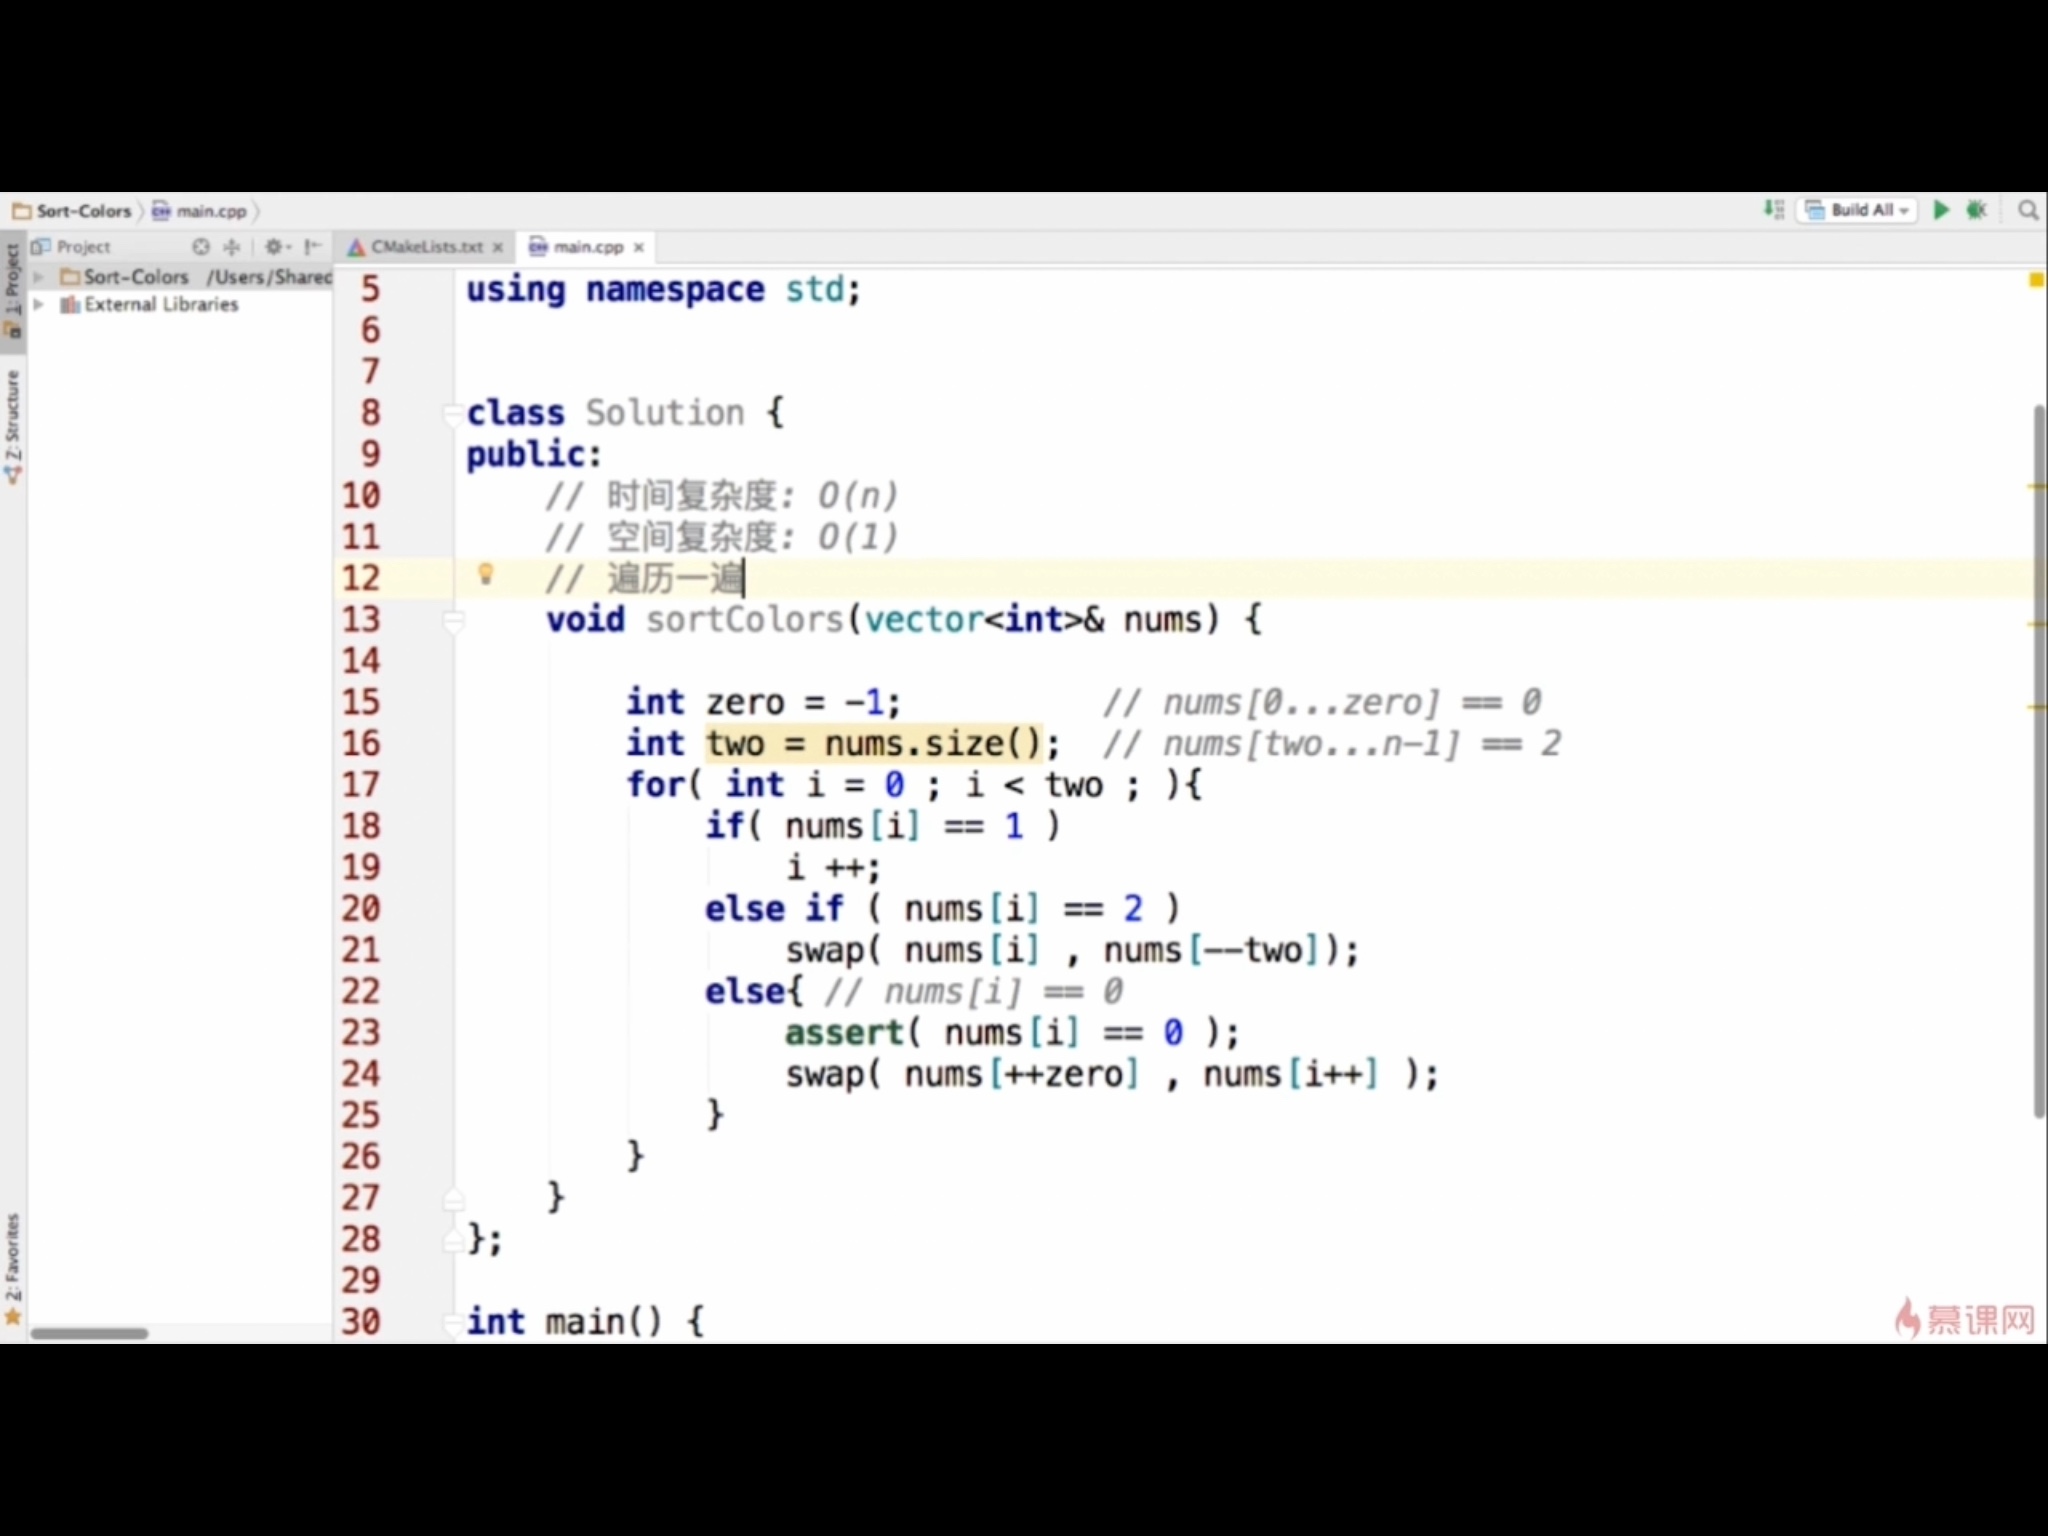 Sort-Colors main.cpp Build All
1: Project
Project CMakeLists.txt × main.cpp ×
Sort-Colors /Users/Shared
External Libraries
Z: Structure
2: Favorites
5 using namespace std;
6
7
8 class Solution {
9 public:
10 // 时间复杂度: O(n)
11 // 空间复杂度: O(1)
12 // 遍历一遍
13 void sortColors(vector<int>& nums) {
14
15 int zero = -1; // nums[0...zero] == 0
16 int two = nums.size(); // nums[two...n-1] == 2
17 for( int i = 0 ; i < two ; ){
18 if( nums[i] == 1 )
19 i ++;
20 else if ( nums[i] == 2 )
21 swap( nums[i] , nums[--two]);
22 else{ // nums[i] == 0
23 assert( nums[i] == 0 );
24 swap( nums[++zero] , nums[i++] );
25 }
26 }
27 }
28 };
29
30 int main() {
慕课网